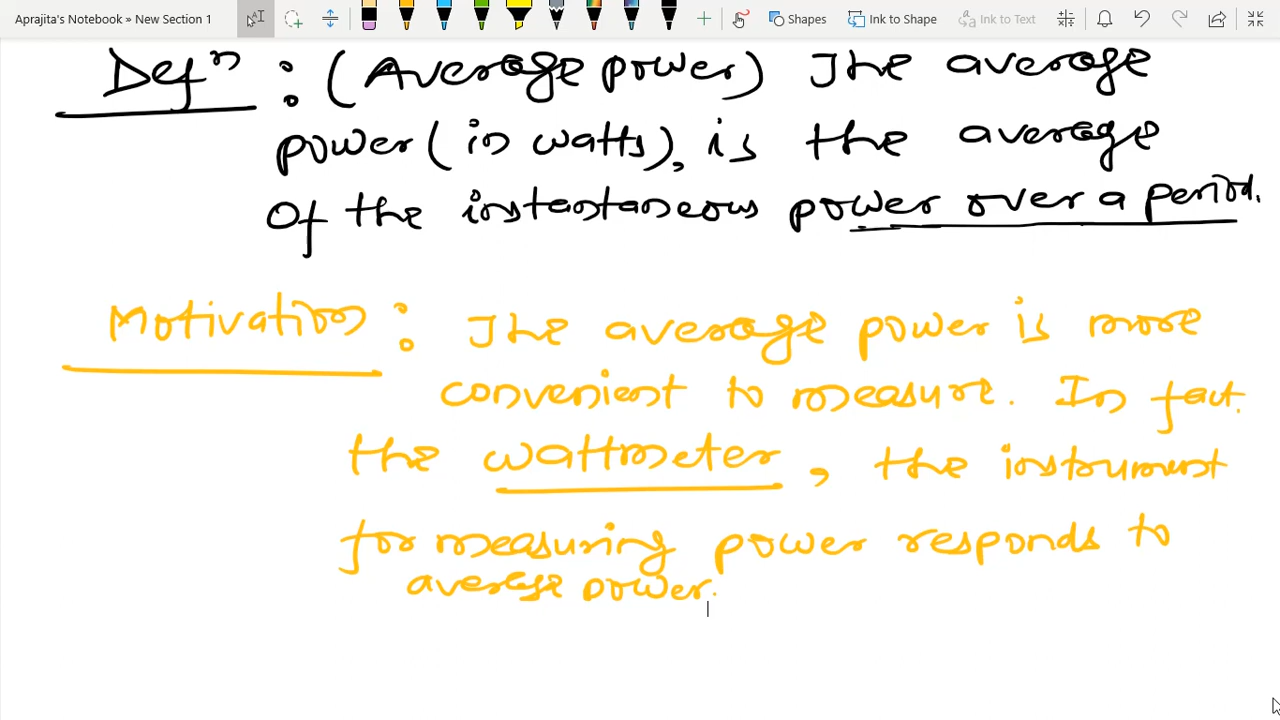 Aprajita's Notebook » New Section 1
Shapes
Ink to Shape
Ink to Text
Defⁿ : (Average power) The average
power (in watts), is the average
of the instantaneous power over a period.
Motivation : The average power is more
convenient to measure. In fact.
the wattmeter, the instrument
for measuring power responds to
average power.